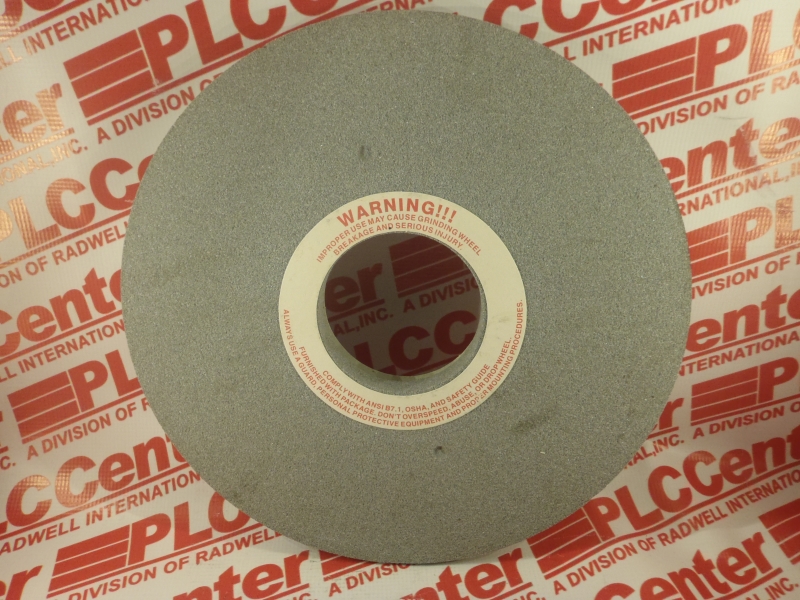 WARNING!!!
IMPROPER USE MAY CAUSE GRINDING WHEEL
BREAKAGE AND SERIOUS INJURY
COMPLY WITH ANSI B7.1, OSHA, AND SAFETY GUIDE
FURNISHED WITH PACKAGE. DON'T OVERSPEED, ABUSE, OR DROP WHEEL.
ALWAYS USE A GUARD, PERSONAL PROTECTIVE EQUIPMENT AND PROPER MOUNTING PROCEDURES.
PLCCenter
A DIVISION OF RADWELL INTERNATIONAL, INC.